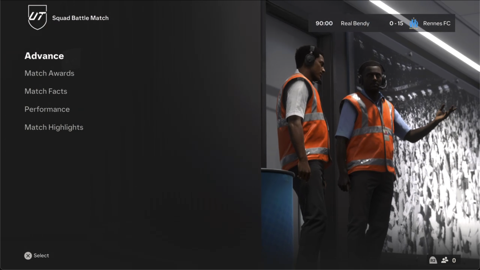 UT Squad Battle Match
90:00 Real Bendy 0 - 15 Rennes FC
Advance
Match Awards
Match Facts
Performance
Match Highlights
Select
0